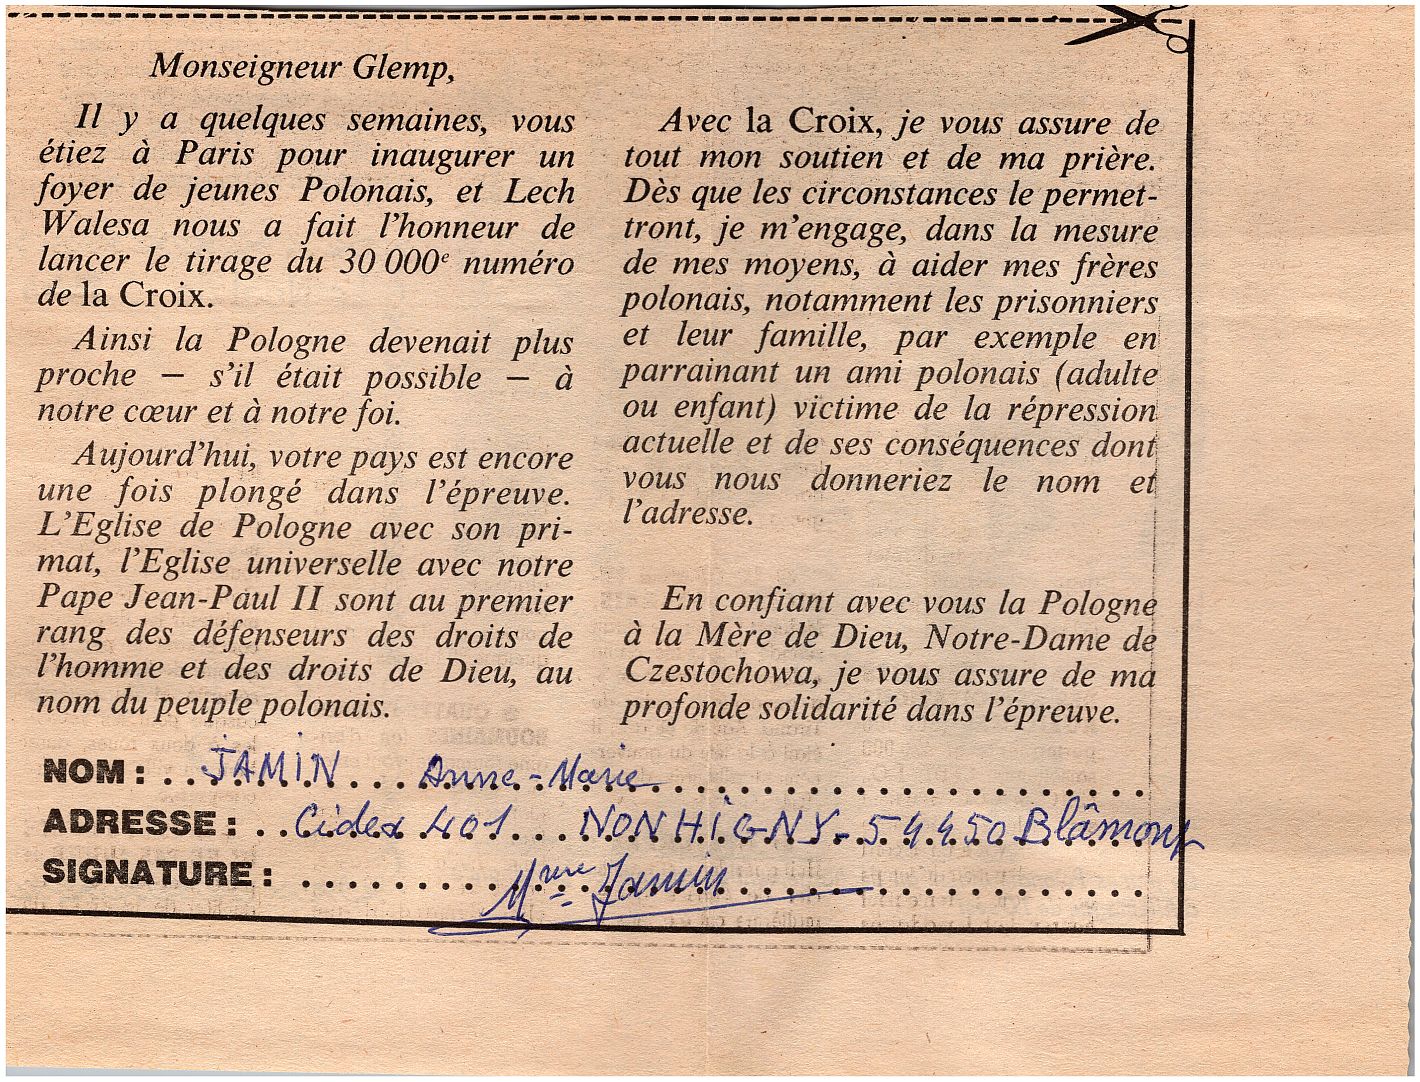 Monseigneur Glemp,
Il y a quelques semaines, vous
étiez à Paris pour inaugurer un
foyer de jeunes Polonais, et Lech
Walesa nous a fait l'honneur de
lancer le tirage du 30 000e numéro
de la Croix.
Ainsi la Pologne devenait plus
proche — s'il était possible — à
notre cœur et à notre foi.
Aujourd'hui, votre pays est encore
une fois plongé dans l'épreuve.
L'Eglise de Pologne avec son pri-
mat, l'Eglise universelle avec notre
Pape Jean-Paul II sont au premier
rang des défenseurs des droits de
l'homme et des droits de Dieu, au
nom du peuple polonais.
Avec la Croix, je vous assure de
tout mon soutien et de ma prière.
Dès que les circonstances le permet-
tront, je m'engage, dans la mesure
de mes moyens, à aider mes frères
polonais, notamment les prisonniers
et leur famille, par exemple en
parrainant un ami polonais (adulte
ou enfant) victime de la répression
actuelle et de ses conséquences dont
vous nous donneriez le nom et
l'adresse.
En confiant avec vous la Pologne
à la Mère de Dieu, Notre-Dame de
Czestochowa, je vous assure de ma
profonde solidarité dans l'épreuve.
NOM : JAMIN Anne-Marie
ADRESSE : Cidex 401 NONHIGNY - 54450 Blâmont
SIGNATURE : Jamin